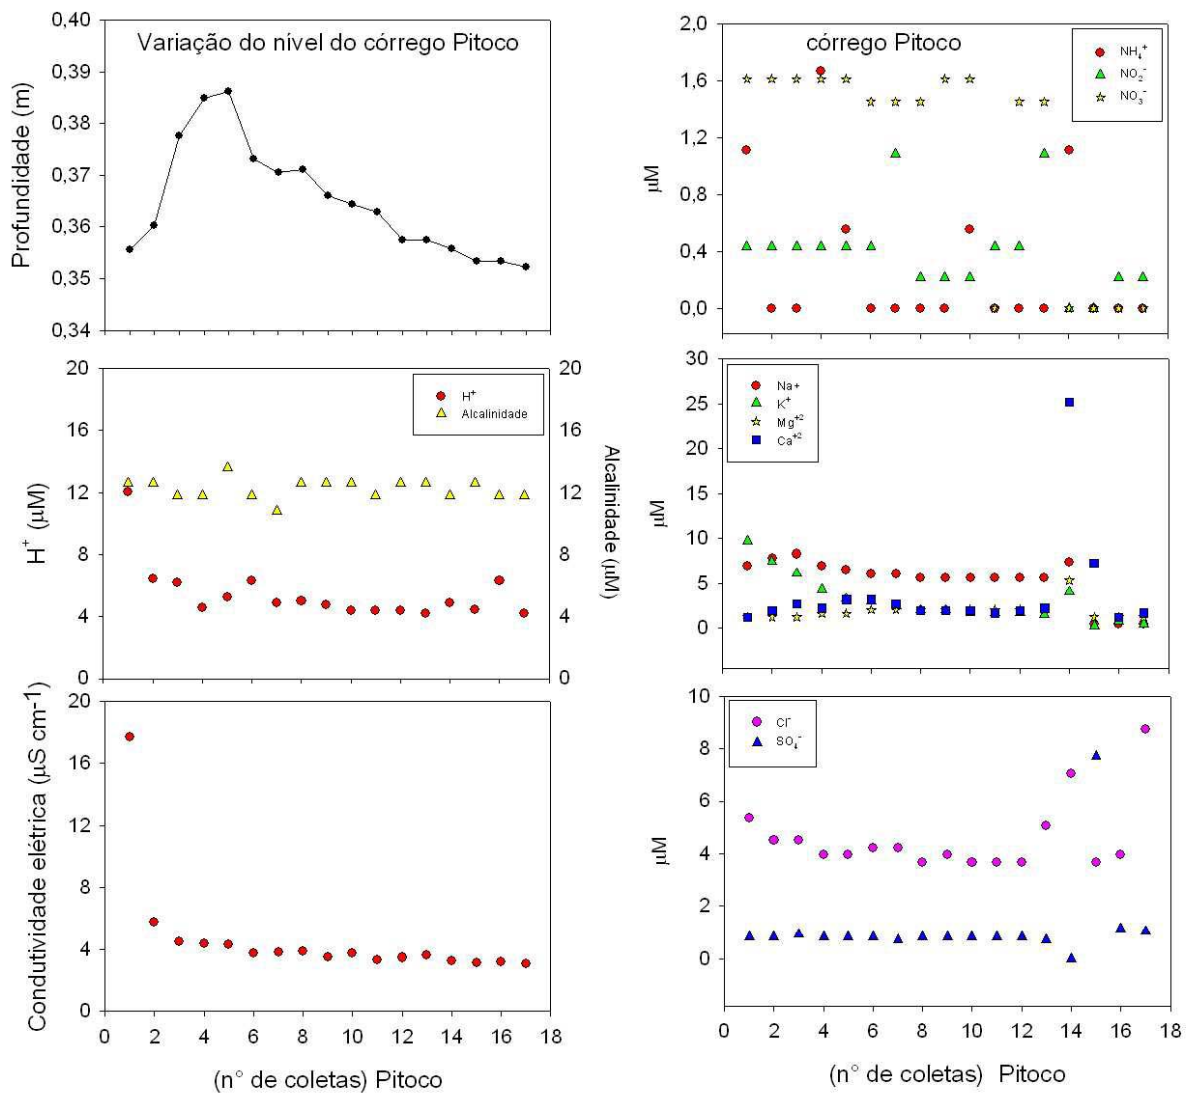 Variação do nível do córrego Pitoco
Profundidade (m)
0,40
0,39
0,38
0,37
0,36
0,35
0,34
córrego Pitoco
NH₄⁺
NO₂⁻
NO₃⁻
µM
2,0
1,6
1,2
0,8
0,4
0,0
H⁺
Alcalinidade
H⁺ (µM)
20
16
12
8
4
0
20
16
12
8
4
0
Alcalinidade (µM)
Na+
K⁺
Mg⁺²
Ca⁺²
µM
30
25
20
15
10
5
0
Condutividade elétrica (µS cm⁻¹)
20
16
12
8
4
0
0 2 4 6 8 10 12 14 16 18
(n° de coletas) Pitoco
Cl⁻
SO₄⁻
µM
10
8
6
4
2
0
0 2 4 6 8 10 12 14 16 18
(n° de coletas) Pitoco